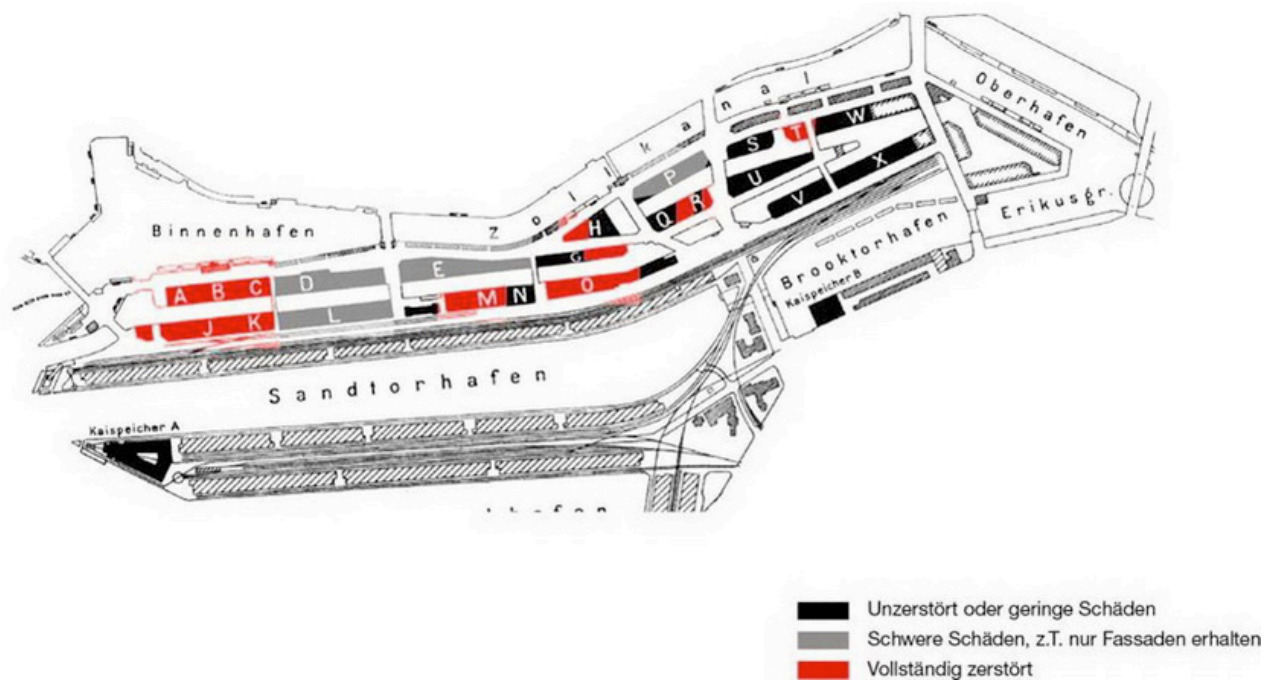 Oberhafen
Zollkanal
W
T
S
X
P
U
V
R
Q
Erikusgr.
H
Binnenhafen
G
Brooktorhafen
E
D
Kaispeicher B
A B C
O
M N
L
J K
Sandtorhafen
Kaispeicher A
hafen
Unzerstört oder geringe Schäden
Schwere Schäden, z.T. nur Fassaden erhalten
Vollständig zerstört